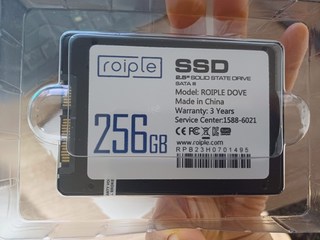 roiple
SSD
2.5" SOLID STATE DRIVE
SATA III
Model: ROIPLE DOVE
Made in China
Warranty: 3 Years
Service Center:1588-6021
256GB
www.roiple.com
RPB23H0701495